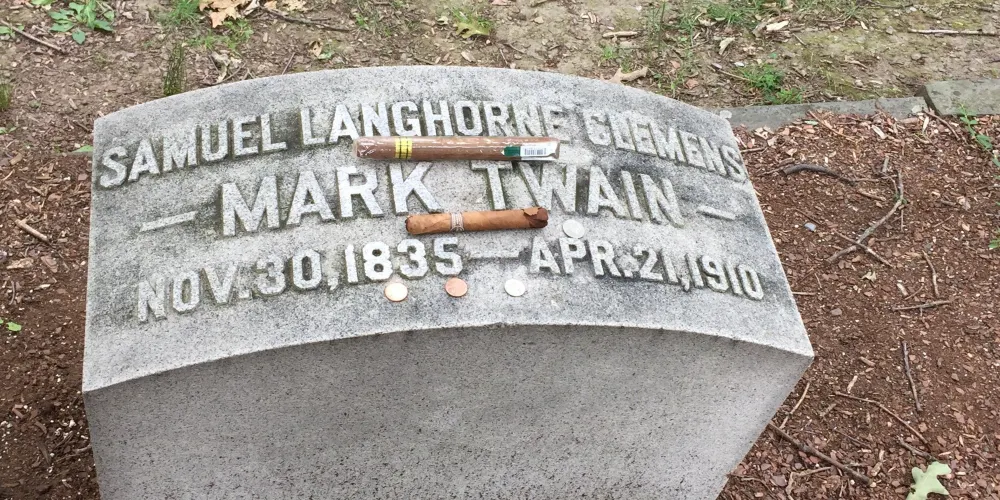 SAMUEL LANGHORNE CLEMENS
— MARK TWAIN —
NOV. 30, 1835 — APR. 21, 1910